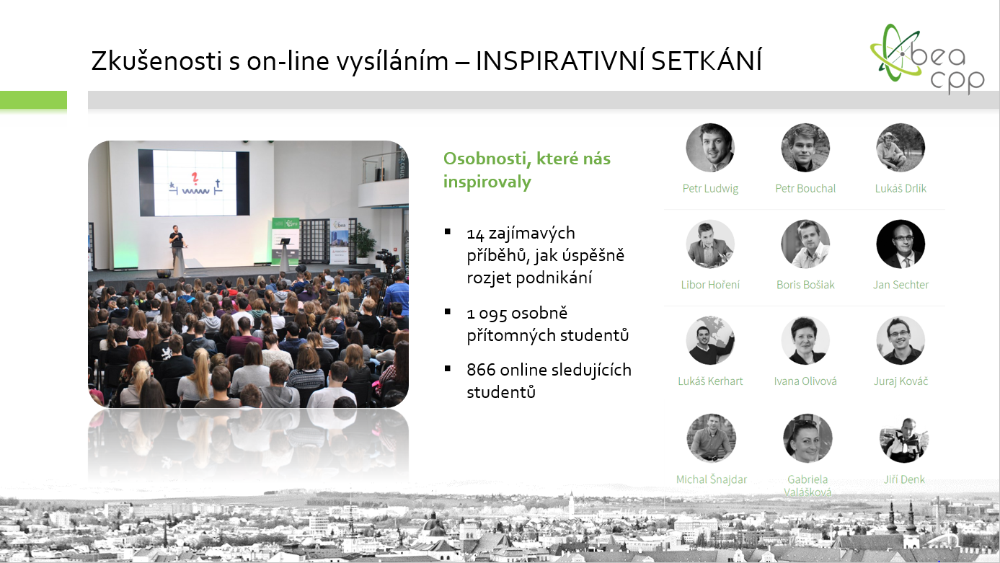 Zkušenosti s on-line vysíláním – INSPIRATIVNÍ SETKÁNÍ
bea
cpp
k t
?
bea
Osobnosti, které nás
inspirovaly
14 zajímavých
příběhů, jak úspěšně
rozjet podnikání
1 095 osobně
přítomných studentů
866 online sledujících
studentů
Petr Ludwig
Petr Bouchal
Lukáš Drlík
Libor Hoření
Boris Bošiak
Jan Sechter
Lukáš Kerhart
Ivana Olivová
Juraj Kováč
Michal Šnajdar
Gabriela
Valášková
Jiří Denk